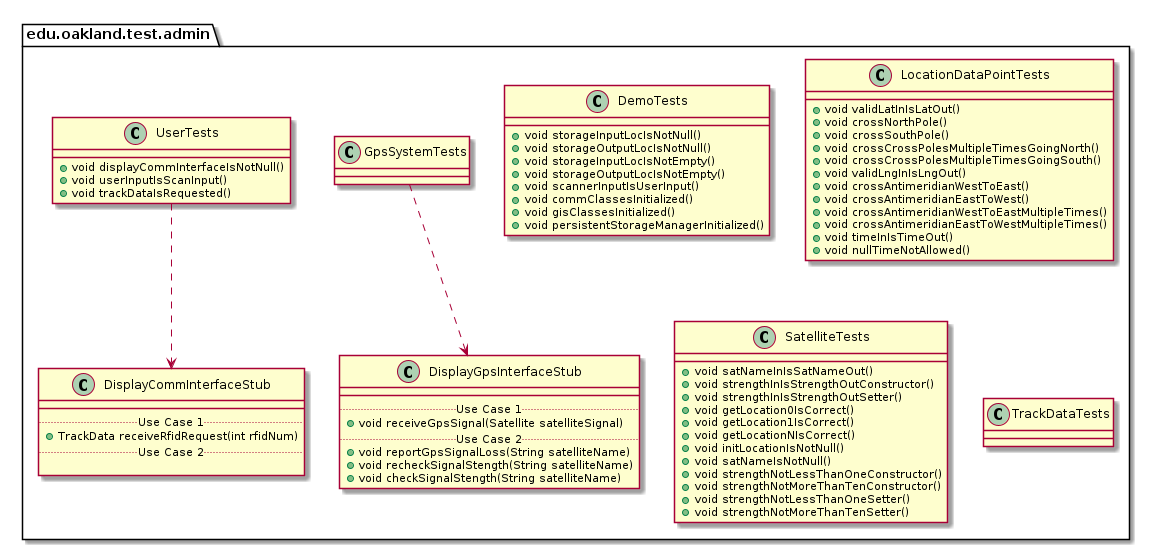 edu.oakland.test.admin
C UserTests
void displayCommInterfaceIsNotNull()
void userInputIsScanInput()
void trackDataIsRequested()
C GpsSystemTests
C DemoTests
void storageInputLocIsNotNull()
void storageOutputLocIsNotNull()
void storageInputLocIsNotEmpty()
void storageOutputLocIsNotEmpty()
void scannerInputIsUserInput()
void commClassesInitialized()
void gisClassesInitialized()
void persistentStorageManagerInitialized()
C LocationDataPointTests
void validLatInIsLatOut()
void crossNorthPole()
void crossSouthPole()
void crossCrossPolesMultipleTimesGoingNorth()
void crossCrossPolesMultipleTimesGoingSouth()
void validLngInIsLngOut()
void crossAntimeridianWestToEast()
void crossAntimeridianEastToWest()
void crossAntimeridianWestToEastMultipleTimes()
void crossAntimeridianEastToWestMultipleTimes()
void timeInIsTimeOut()
void nullTimeNotAllowed()
C DisplayCommInterfaceStub
Use Case 1
TrackData receiveRfidRequest(int rfidNum)
Use Case 2
C DisplayGpsInterfaceStub
Use Case 1
void receiveGpsSignal(Satellite satelliteSignal)
Use Case 2
void reportGpsSignalLoss(String satelliteName)
void recheckSignalStength(String satelliteName)
void checkSignalStength(String satelliteName)
C SatelliteTests
void satNameInIsSatNameOut()
void strengthInIsStrengthOutConstructor()
void strengthInIsStrengthOutSetter()
void getLocation0IsCorrect()
void getLocation1IsCorrect()
void getLocationNIsCorrect()
void initLocationIsNotNull()
void satNameIsNotNull()
void strengthNotLessThanOneConstructor()
void strengthNotMoreThanTenConstructor()
void strengthNotLessThanOneSetter()
void strengthNotMoreThanTenSetter()
C TrackDataTests